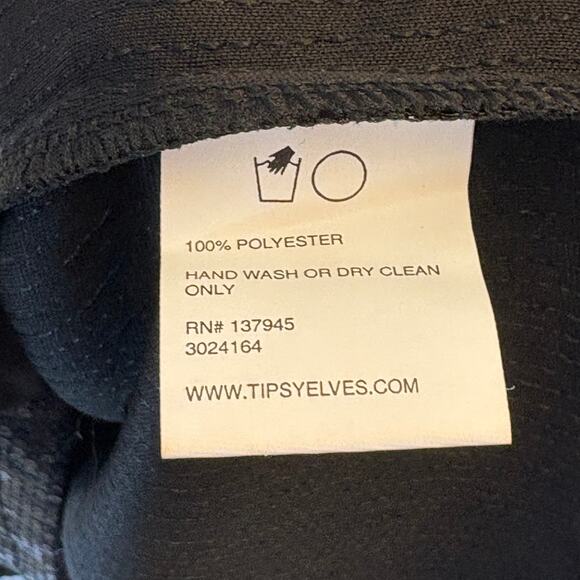 100% POLYESTER
HAND WASH OR DRY CLEAN
ONLY
RN# 137945
3024164
WWW.TIPSYELVES.COM